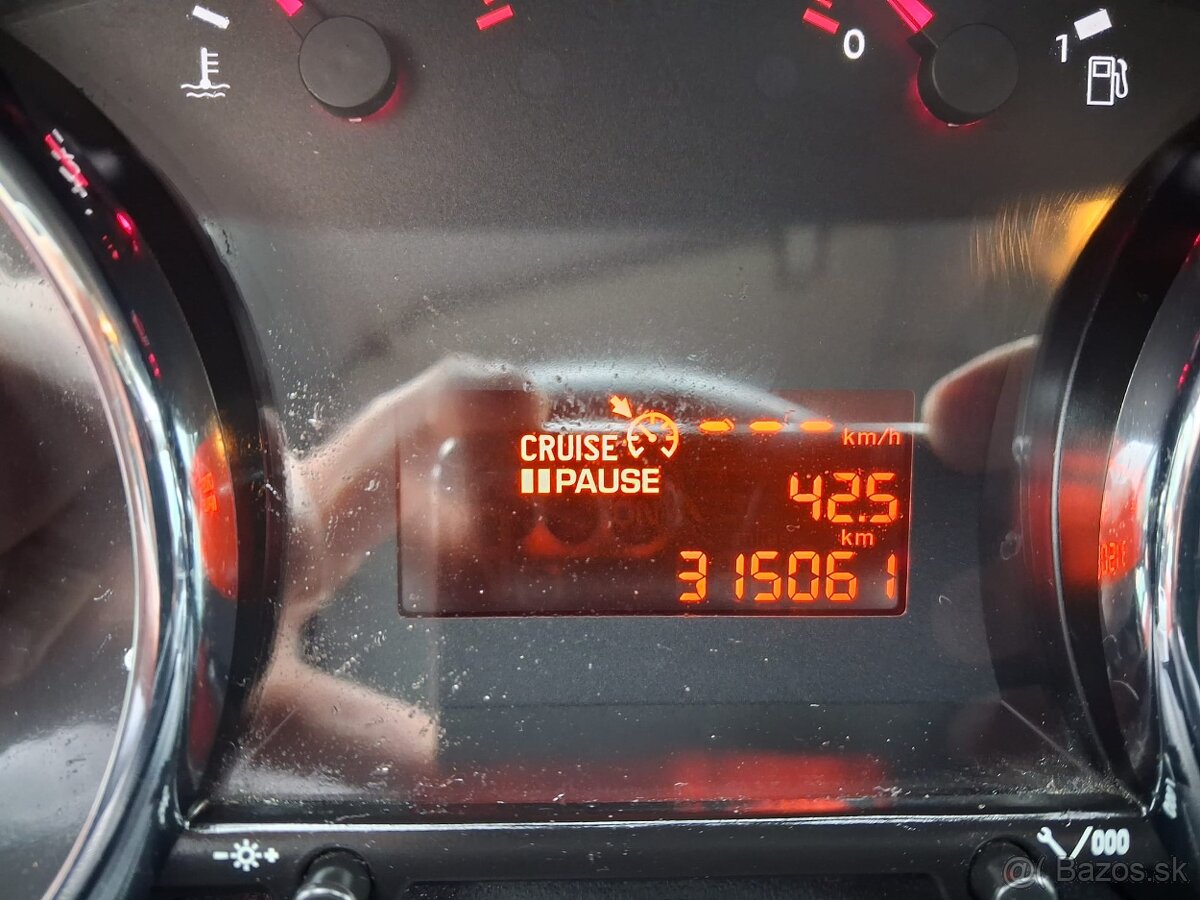 0
1
--- km/h
CRUISE
PAUSE
42.5
km
315061
- +
/000
@( Bazos.sk